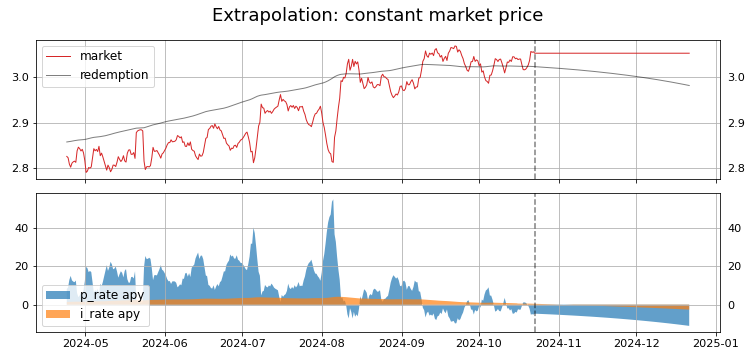 Extrapolation: constant market price
market
redemption
3.0 3.0
2.9 2.9
2.8 2.8
40 40
20 20
0 0
p_rate apy
i_rate apy
2024-05 2024-06 2024-07 2024-08 2024-09 2024-10 2024-11 2024-12 2025-01